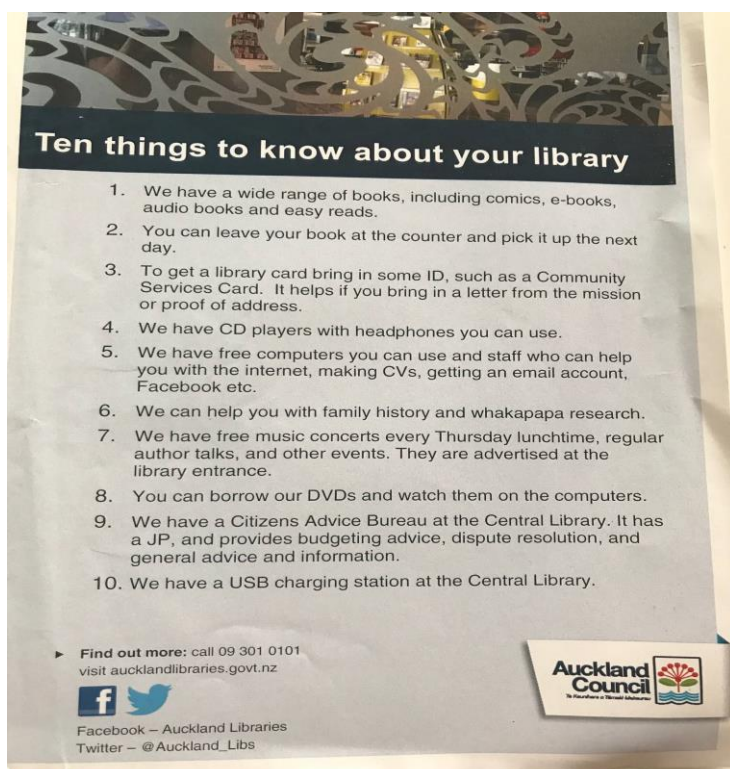 Ten things to know about your library
1. We have a wide range of books, including comics, e-books,
audio books and easy reads.
2. You can leave your book at the counter and pick it up the next
day.
3. To get a library card bring in some ID, such as a Community
Services Card. It helps if you bring in a letter from the mission
or proof of address.
4. We have CD players with headphones you can use.
5. We have free computers you can use and staff who can help
you with the internet, making CVs, getting an email account,
Facebook etc.
6. We can help you with family history and whakapapa research.
7. We have free music concerts every Thursday lunchtime, regular
author talks, and other events. They are advertised at the
library entrance.
8. You can borrow our DVDs and watch them on the computers.
9. We have a Citizens Advice Bureau at the Central Library. It has
a JP, and provides budgeting advice, dispute resolution, and
general advice and information.
10. We have a USB charging station at the Central Library.
► Find out more: call 09 301 0101
visit aucklandlibraries.govt.nz
f
Facebook – Auckland Libraries
Twitter – @Auckland_Libs
Auckland
Council
Te Kaunihera o Tāmaki Makaurau